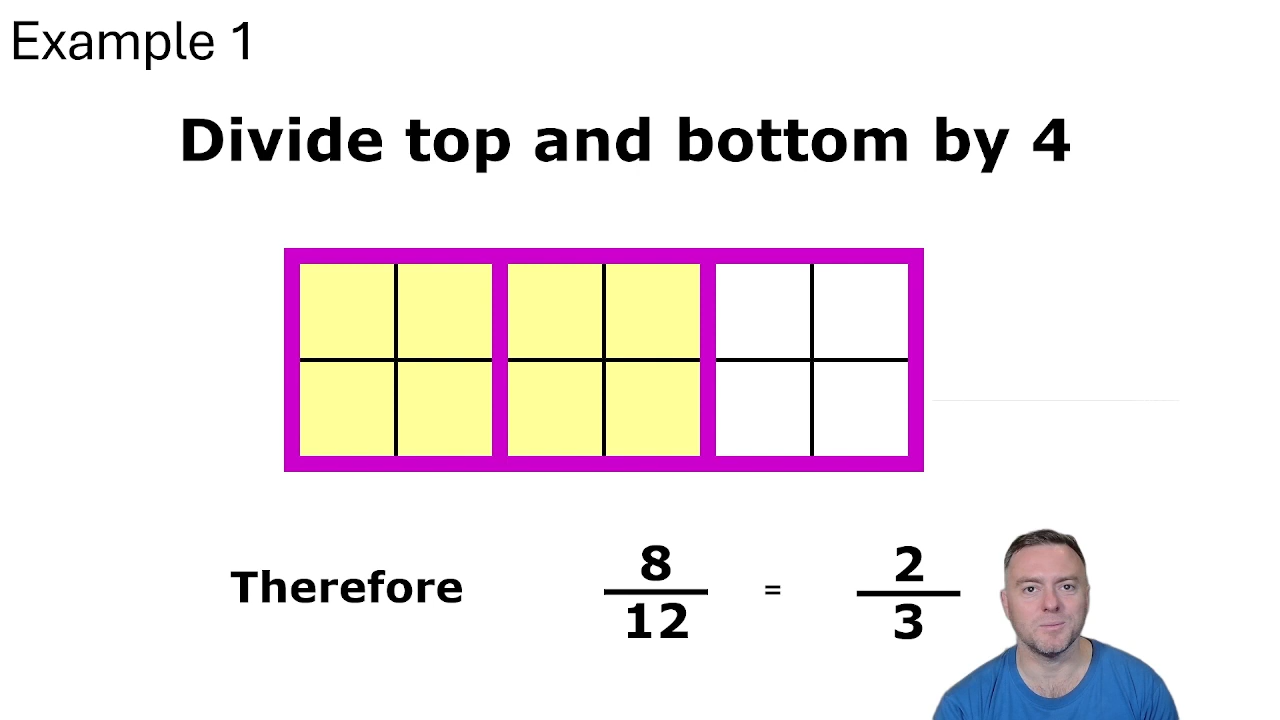 Example 1
Divide top and bottom by 4
Therefore 8/12 = 2/3